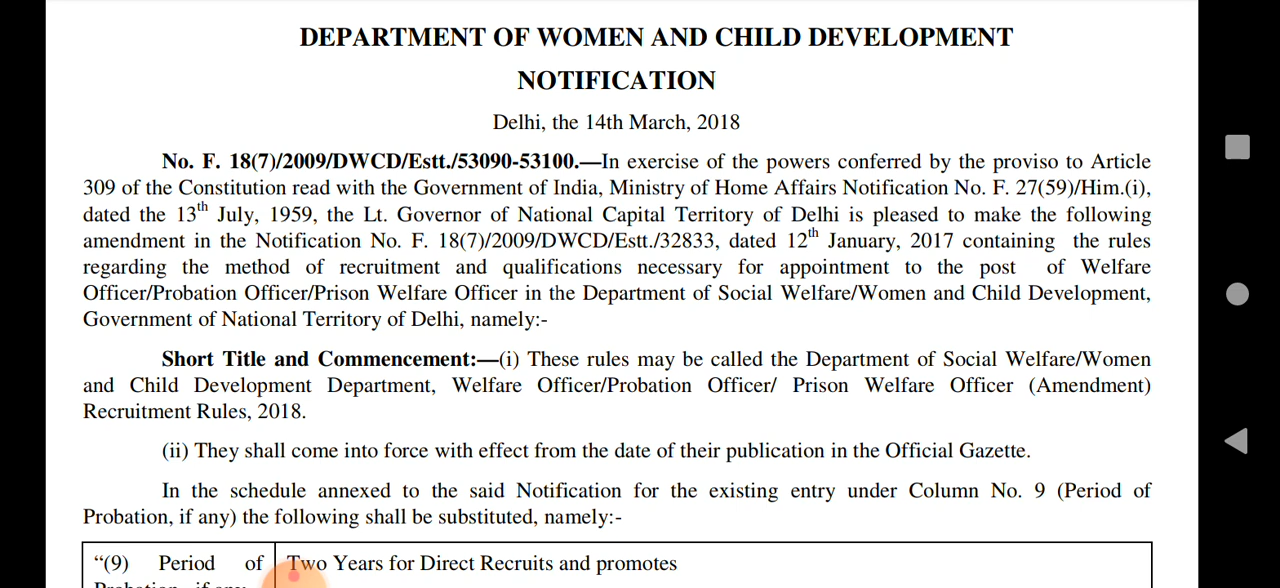 DEPARTMENT OF WOMEN AND CHILD DEVELOPMENT
NOTIFICATION
Delhi, the 14th March, 2018
No. F. 18(7)/2009/DWCD/Estt./53090-53100.—In exercise of the powers conferred by the proviso to Article
309 of the Constitution read with the Government of India, Ministry of Home Affairs Notification No. F. 27(59)/Him.(i),
dated the 13th July, 1959, the Lt. Governor of National Capital Territory of Delhi is pleased to make the following
amendment in the Notification No. F. 18(7)/2009/DWCD/Estt./32833, dated 12th January, 2017 containing the rules
regarding the method of recruitment and qualifications necessary for appointment to the post of Welfare
Officer/Probation Officer/Prison Welfare Officer in the Department of Social Welfare/Women and Child Development,
Government of National Territory of Delhi, namely:-
Short Title and Commencement:—(i) These rules may be called the Department of Social Welfare/Women
and Child Development Department, Welfare Officer/Probation Officer/ Prison Welfare Officer (Amendment)
Recruitment Rules, 2018.
(ii) They shall come into force with effect from the date of their publication in the Official Gazette.
In the schedule annexed to the said Notification for the existing entry under Column No. 9 (Period of
Probation, if any) the following shall be substituted, namely:-
“(9) Period of Two Years for Direct Recruits and promotes